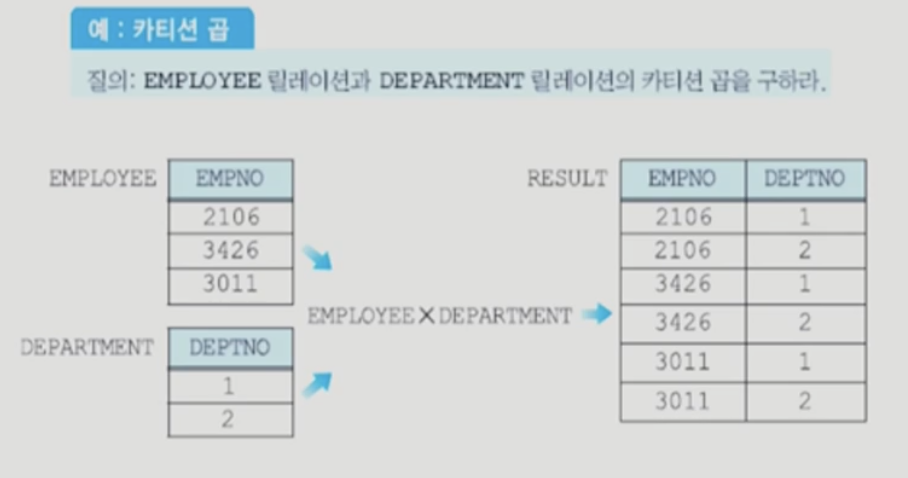 예 : 카티션 곱
질의: EMPLOYEE 릴레이션과 DEPARTMENT 릴레이션의 카티션 곱을 구하라.
EMPLOYEE
EMPNO
2106
3426
3011
DEPARTMENT
DEPTNO
1
2
EMPLOYEE×DEPARTMENT
RESULT
EMPNO DEPTNO
2106 1
2106 2
3426 1
3426 2
3011 1
3011 2